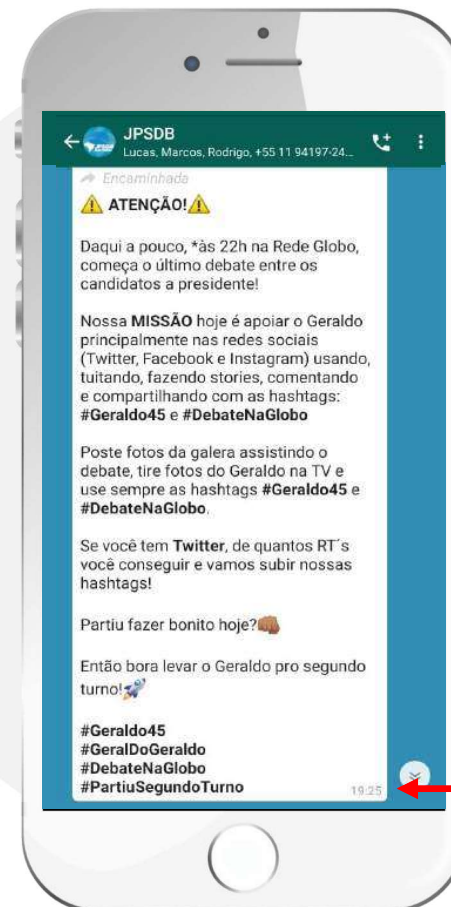 JPSDB
Lucas, Marcos, Rodrigo, +55 11 94197-24...
Encaminhada
⚠️ ATENÇÃO!⚠️
Daqui a pouco, *às 22h na Rede Globo,
começa o último debate entre os
candidatos a presidente!
Nossa MISSÃO hoje é apoiar o Geraldo
principalmente nas redes sociais
(Twitter, Facebook e Instagram) usando,
tuitando, fazendo stories, comentando
e compartilhando com as hashtags:
#Geraldo45 e #DebateNaGlobo
Poste fotos da galera assistindo o
debate, tire fotos do Geraldo na TV e
use sempre as hashtags #Geraldo45 e
#DebateNaGlobo.
Se você tem Twitter, de quantos RT´s
você conseguir e vamos subir nossas
hashtags!
Partiu fazer bonito hoje?👊🏽
Então bora levar o Geraldo pro segundo
turno!🚀
#Geraldo45
#GeralDoGeraldo
#DebateNaGlobo
#PartiuSegundoTurno
19:25